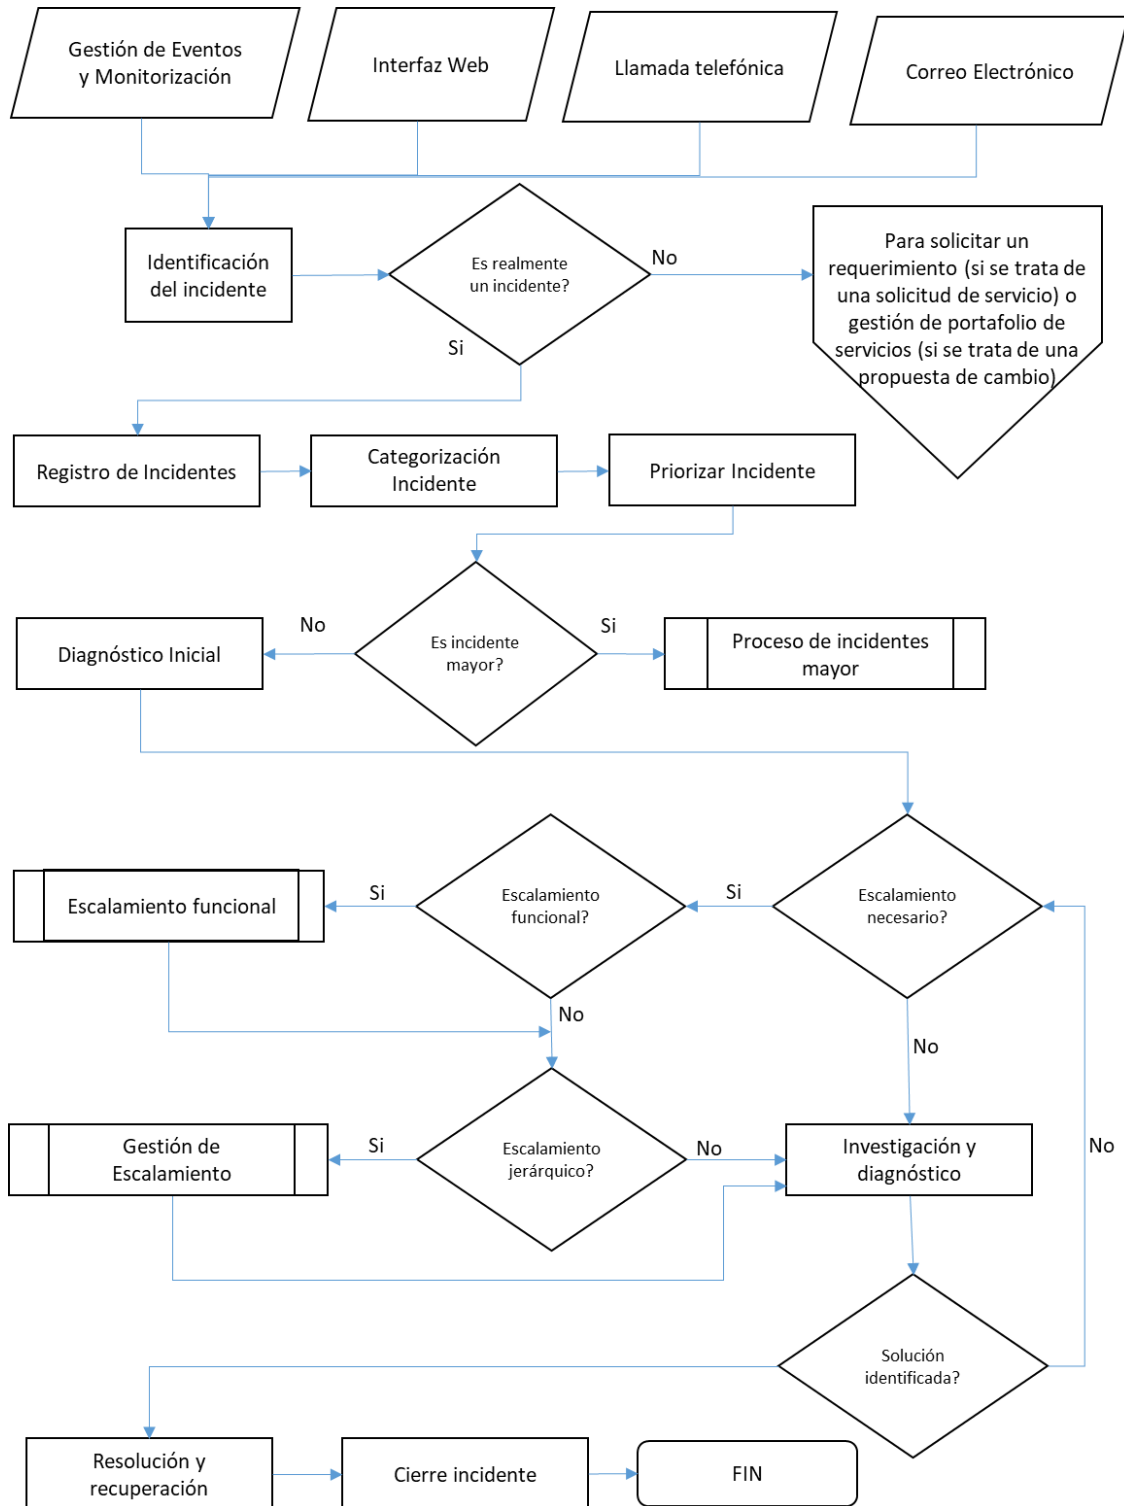 Gestión de Eventos
y Monitorización
Interfaz Web
Llamada telefónica
Correo Electrónico
Identificación
del incidente
Es realmente
un incidente?
No
Si
Para solicitar un
requerimiento (si se trata de
una solicitud de servicio) o
gestión de portafolio de
servicios (si se trata de una
propuesta de cambio)
Registro de Incidentes
Categorización
Incidente
Priorizar Incidente
Diagnóstico Inicial
No
Es incidente
mayor?
Si
Proceso de incidentes
mayor
Escalamiento funcional
Si
Escalamiento
funcional?
Si
Escalamiento
necesario?
No
No
Gestión de
Escalamiento
Si
Escalamiento
jerárquico?
No
Investigación y
diagnóstico
No
Solución
identificada?
Resolución y
recuperación
Cierre incidente
FIN